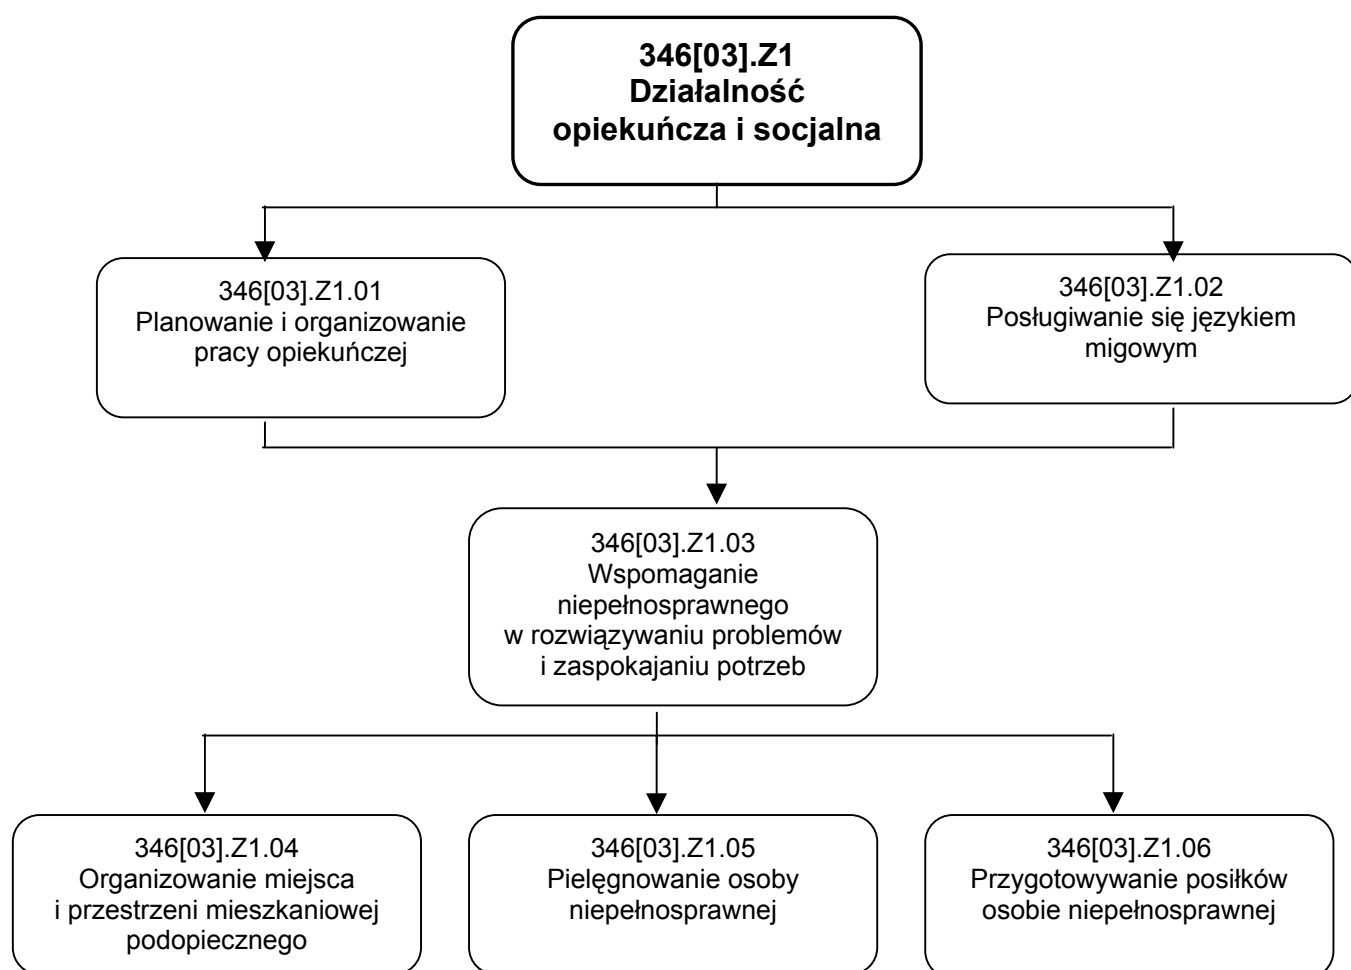 346[03].Z1
Działalność
opiekuńcza i socjalna
346[03].Z1.01
Planowanie i organizowanie
pracy opiekuńczej
346[03].Z1.02
Posługiwanie się językiem
migowym
346[03].Z1.03
Wspomaganie
niepełnosprawnego
w rozwiązywaniu problemów
i zaspokajaniu potrzeb
346[03].Z1.04
Organizowanie miejsca
i przestrzeni mieszkaniowej
podopiecznego
346[03].Z1.05
Pielęgnowanie osoby
niepełnosprawnej
346[03].Z1.06
Przygotowywanie posiłków
osobie niepełnosprawnej